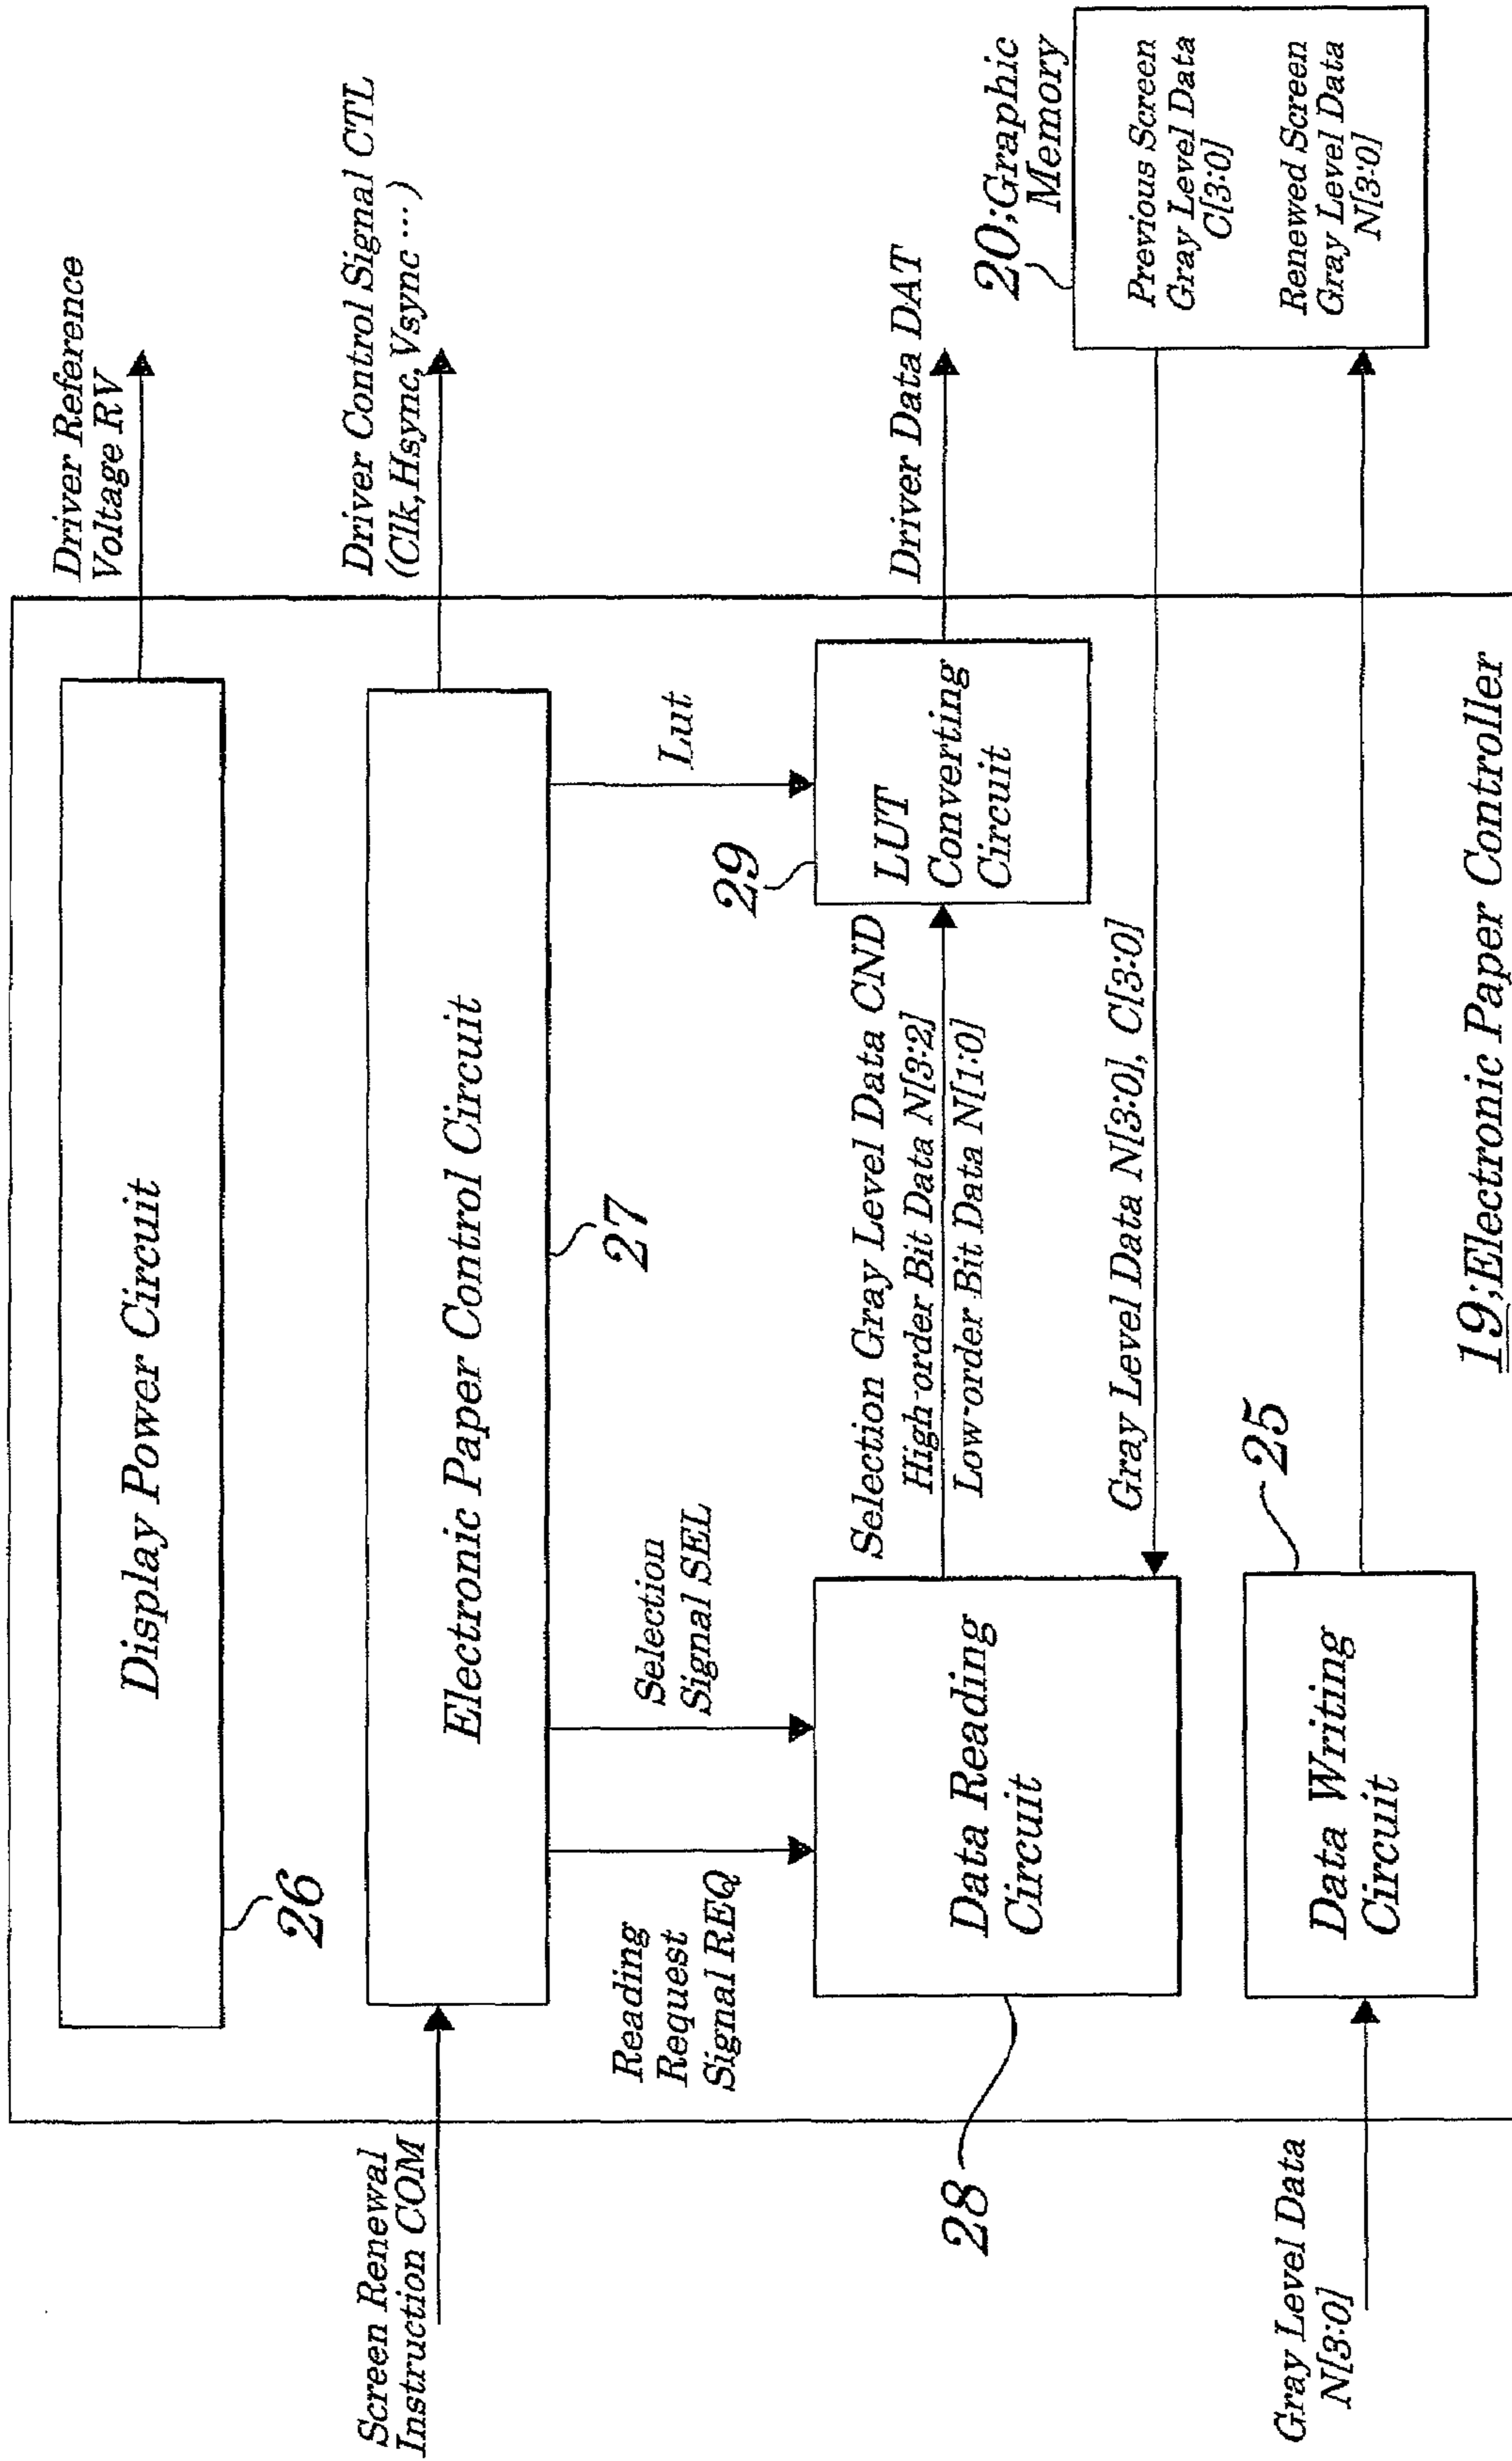 Driver Reference
Voltage RV
Display Power Circuit
26
Screen Renewal
Instruction COM
Electronic Paper Control Circuit
27
Driver Control Signal CTL
(Clk,Hsync,Vsync ···)
Reading
Request
Signal REQ
Selection
Signal SEL
Lut
Data Reading
Circuit
28
Selection Gray Level Data CND
High-order Bit Data N[3:2]
Low-order Bit Data N[1:0]
29
LUT
Converting
Circuit
Driver Data DAT
20;Graphic
Memory
Previous Screen
Gray Level Data
C[3:0]
Renewed Screen
Gray Level Data
N[3:0]
Gray Level Data N[3:0], C[3:0]
Gray Level Data
N[3:0]
Data Writing
Circuit
25
19;Electronic Paper Controller